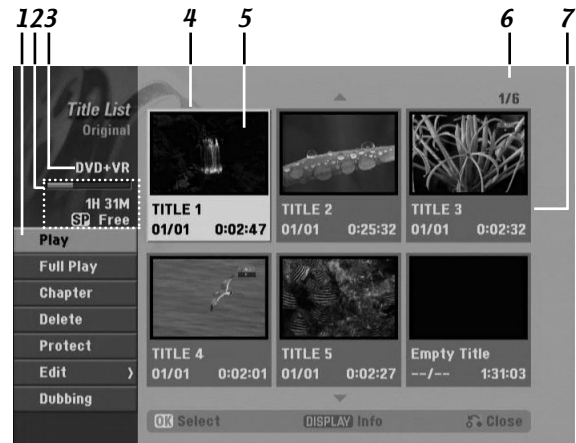 1 2 3 4 5 6 7
1/6
Title List
Original
DVD+VR
1H 31M
SP Free
Play
Full Play
Chapter
Delete
Protect
Edit
Dubbing
TITLE 1
01/01 0:02:47
TITLE 2
01/01 0:25:32
TITLE 3
01/01 0:02:32
TITLE 4
01/01 0:02:01
TITLE 5
01/01 0:02:27
Empty Title
--/-- 1:31:03
OK Select DISPLAY Info Close